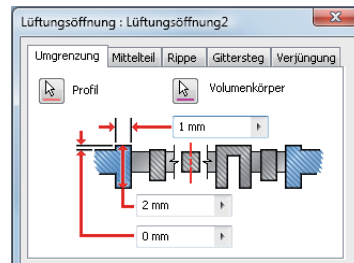 Lüftungsöffnung : Lüftungsöffnung2
Umgrenzung Mittelteil Rippe Gittersteg Verjüngung
Profil Volumenkörper
1 mm
2 mm
0 mm